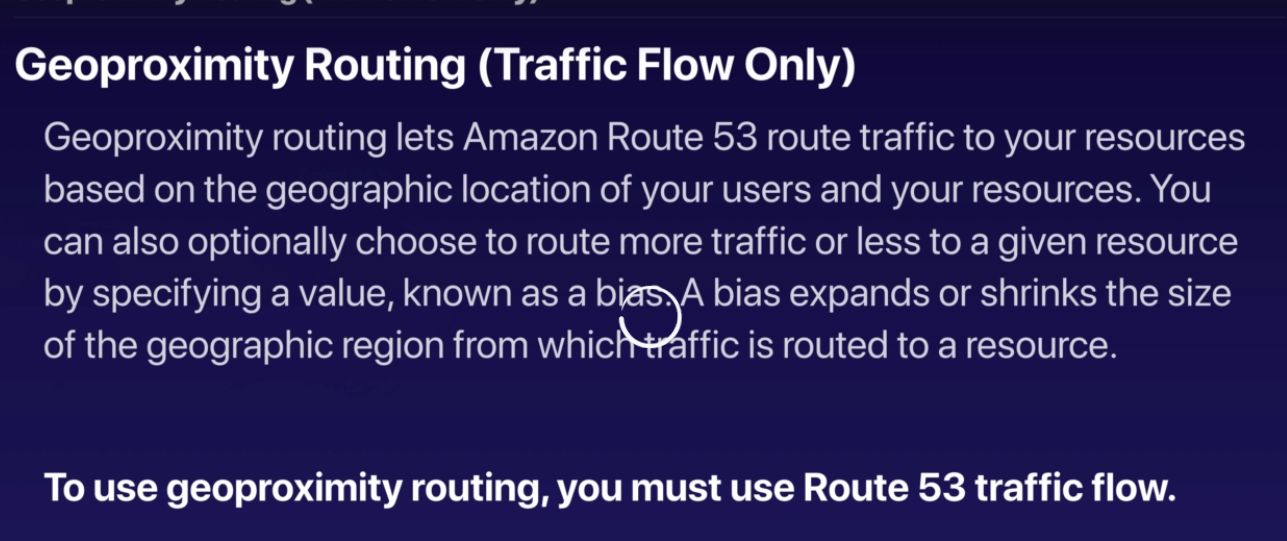 Geoproximity Routing (Traffic Flow Only)
Geoproximity routing lets Amazon Route 53 route traffic to your resources
based on the geographic location of your users and your resources. You
can also optionally choose to route more traffic or less to a given resource
by specifying a value, known as a bias. A bias expands or shrinks the size
of the geographic region from which traffic is routed to a resource.
To use geoproximity routing, you must use Route 53 traffic flow.